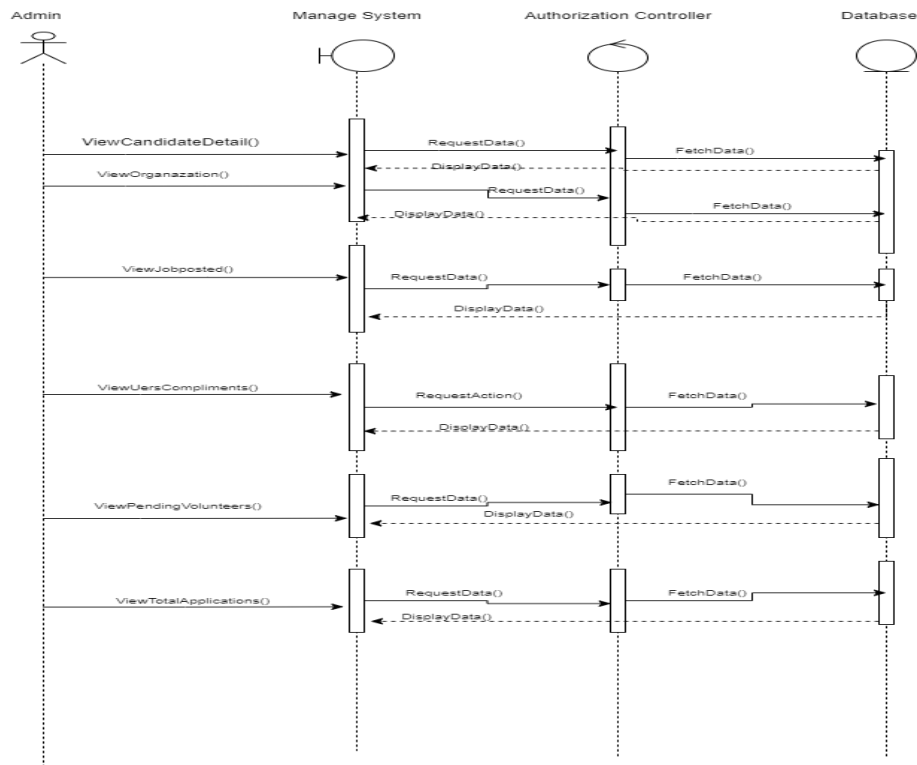 Admin
Manage System
Authorization Controller
Database
ViewCandidateDetail()
RequestData()
FetchData()
DisplayData()
ViewOrganazation()
RequestData()
FetchData()
DisplayData()
ViewJobposted()
RequestData()
FetchData()
DisplayData()
ViewUersCompliments()
RequestAction()
FetchData()
DisplayData()
ViewPendingVolunteers()
RequestData()
FetchData()
DisplayData()
ViewTotalApplications()
RequestData()
FetchData()
DisplayData()